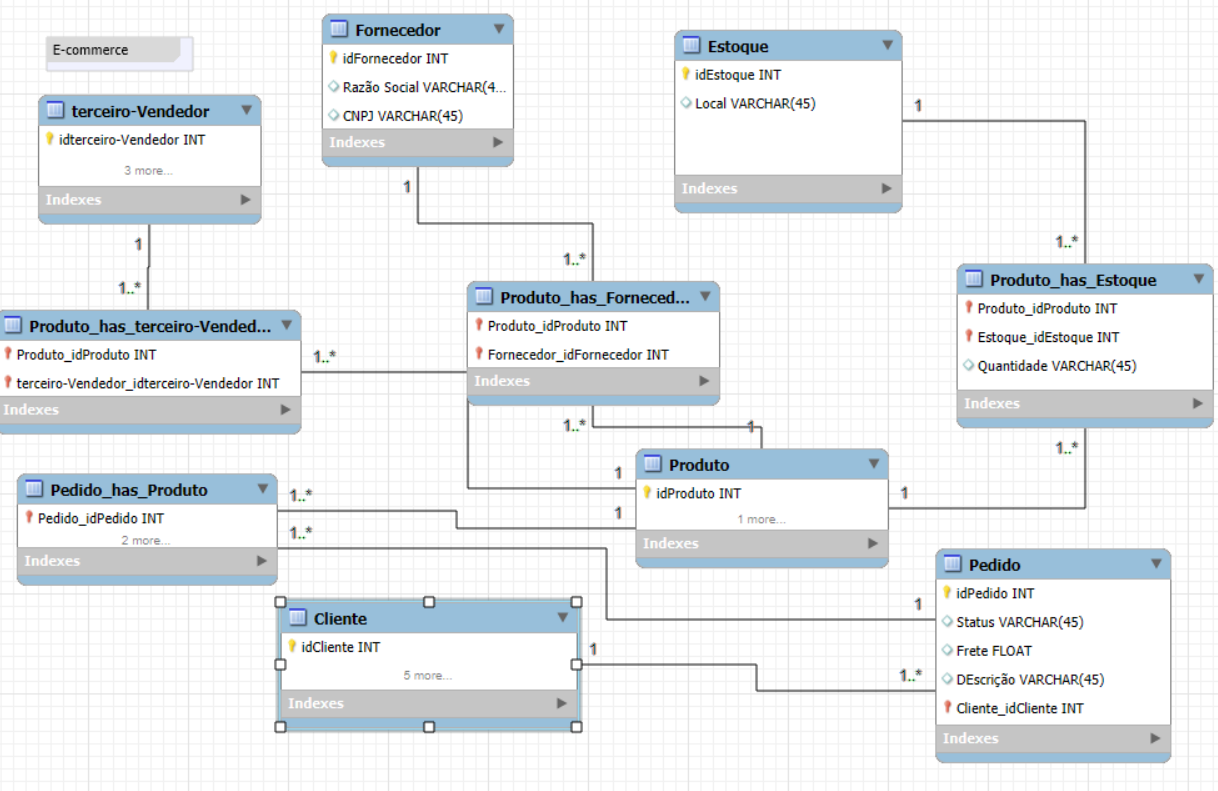 E-commerce
terceiro-Vendedor
idterceiro-Vendedor INT
3 more...
Indexes
1
1..*
Fornecedor
idFornecedor INT
Razão Social VARCHAR(4...
CNPJ VARCHAR(45)
Indexes
1
1..*
Estoque
idEstoque INT
Local VARCHAR(45)
Indexes
1
1..*
Produto_has_terceiro-Vended...
Produto_idProduto INT
terceiro-Vendedor_idterceiro-Vendedor INT
Indexes
1..*
Produto_has_Forneced...
Produto_idProduto INT
Fornecedor_idFornecedor INT
Indexes
1..*
1
Produto_has_Estoque
Produto_idProduto INT
Estoque_idEstoque INT
Quantidade VARCHAR(45)
Indexes
1..*
Pedido_has_Produto
Pedido_idPedido INT
2 more...
Indexes
1..*
1..*
1
1
Produto
idProduto INT
1 more...
Indexes
1
Cliente
idCliente INT
5 more...
Indexes
1
1
1..*
Pedido
idPedido INT
Status VARCHAR(45)
Frete FLOAT
DEscrição VARCHAR(45)
Cliente_idCliente INT
Indexes